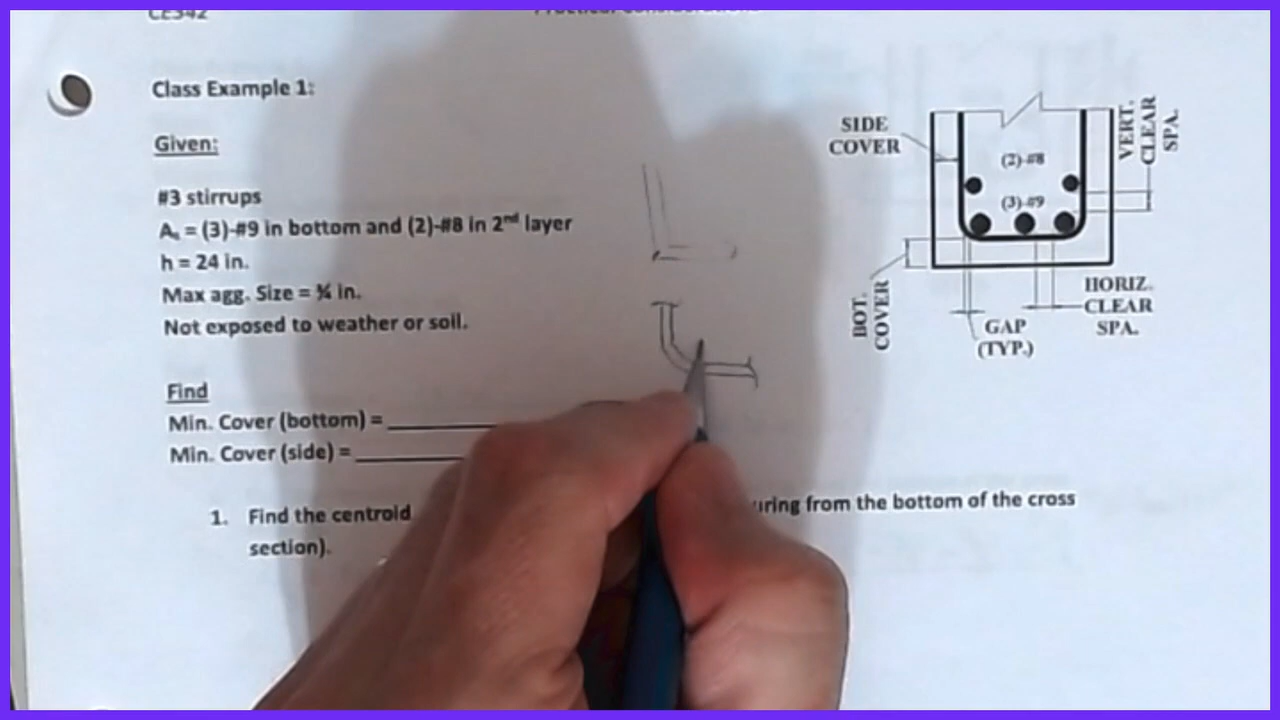 CE342
Class Example 1:
Given:
#3 stirrups
Aₛ = (3)-#9 in bottom and (2)-#8 in 2nd layer
h = 24 in.
Max agg. Size = ¾ in.
Not exposed to weather or soil.
Find
Min. Cover (bottom) =
Min. Cover (side) =
1. Find the centroid
uring from the bottom of the cross
section).
SIDE
COVER
(2)-#8
(3)-#9
VERT.
CLEAR
SPA.
BOT.
COVER
GAP
(TYP.)
HORIZ.
CLEAR
SPA.